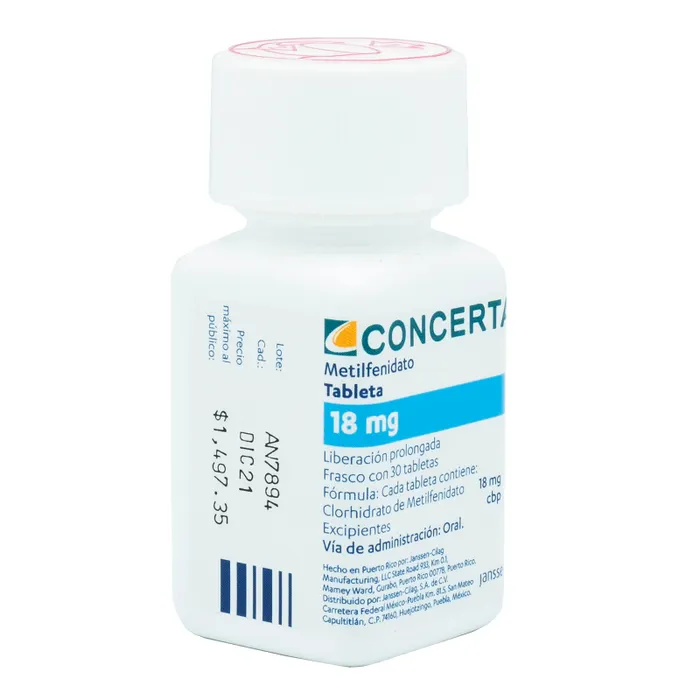 CONCERTA
Metilfenidato
Tableta
18 mg
Liberación prolongada
Frasco con 30 tabletas
Fórmula: Cada tableta contiene:
Clorhidrato de Metilfenidato 18 mg
Excipientes cbp
Vía de administración: Oral.
Hecho en Puerto Rico por: Janssen-Cilag
Manufacturing, LLC State Road 933, Km 0.1,
Mamey Ward, Gurabo, Puerto Rico 00778, Puerto Rico,
Distribuido por: Janssen-Cilag, S.A. de C.V.
Carretera Federal México-Puebla Km. 81.5, San Mateo
Capultitlán, C.P. 74160, Huejotzingo, Puebla, México.
Lote: AN7894
Cad.: DIC21
Precio
máximo al
público: $1,497.35